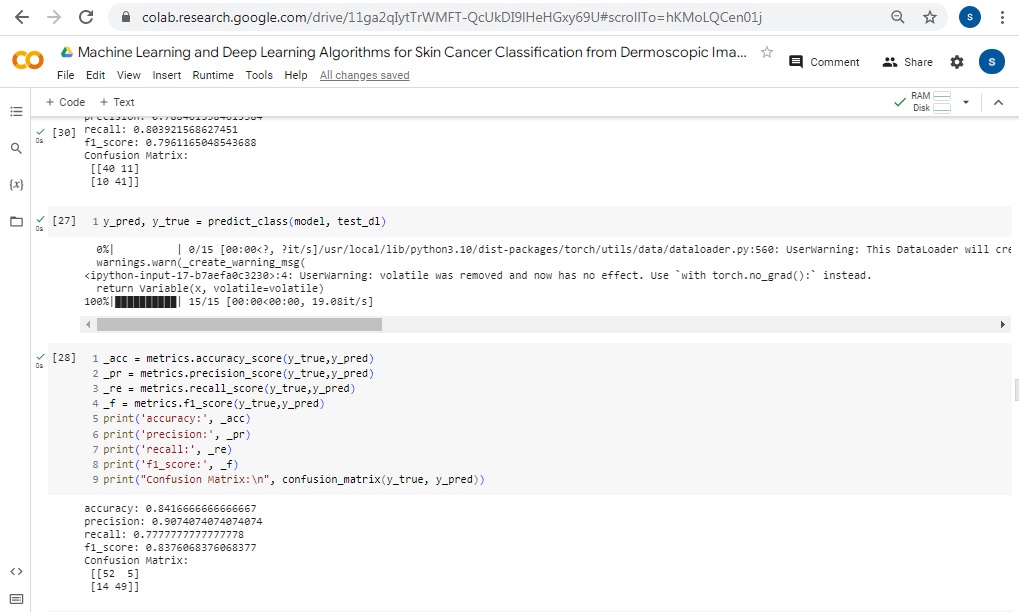 colab.research.google.com/drive/11ga2qIytTrWMFT-QcUkDI9lHeHGxy69U#scrollTo=hKMoLQCen01j
S
Machine Learning and Deep Learning Algorithms for Skin Cancer Classification from Dermoscopic Ima...
File Edit View Insert Runtime Tools Help All changes saved
Comment
Share
S
+ Code + Text
RAM
Disk
[30]
0s
recall: 0.803921568627451
f1_score: 0.7961165048543688
Confusion Matrix:
[[40 11]
[10 41]]
{x}
[27]
0s
1 y_pred, y_true = predict_class(model, test_dl)
0%| | 0/15 [00:00<?, ?it/s]/usr/local/lib/python3.10/dist-packages/torch/utils/data/dataloader.py:560: UserWarning: This DataLoader will cre
warnings.warn(_create_warning_msg(
<ipython-input-17-b7aefa0c3230>:4: UserWarning: volatile was removed and now has no effect. Use `with torch.no_grad():` instead.
return Variable(x, volatile=volatile)
100%|██████████| 15/15 [00:00<00:00, 19.08it/s]
[28]
0s
1 _acc = metrics.accuracy_score(y_true,y_pred)
2 _pr = metrics.precision_score(y_true,y_pred)
3 _re = metrics.recall_score(y_true,y_pred)
4 _f = metrics.f1_score(y_true,y_pred)
5 print('accuracy:', _acc)
6 print('precision:', _pr)
7 print('recall:', _re)
8 print('f1_score:', _f)
9 print("Confusion Matrix:\n", confusion_matrix(y_true, y_pred))
accuracy: 0.8416666666666667
precision: 0.9074074074074074
recall: 0.7777777777777778
f1_score: 0.8376068376068377
Confusion Matrix:
[[52 5]
[14 49]]
<>